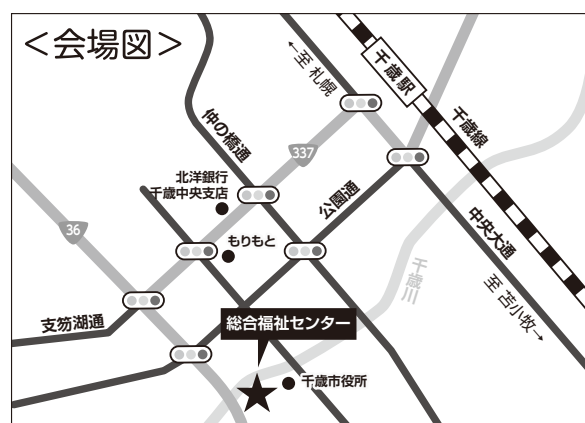 ＜会場図＞
←至 札幌
千歳駅
千歳線
仲の橋通
337
北洋銀行
千歳中央支店
公園通
中央大通
36
もりもと
千歳川
至 苫小牧→
支笏湖通
総合福祉センター
千歳市役所